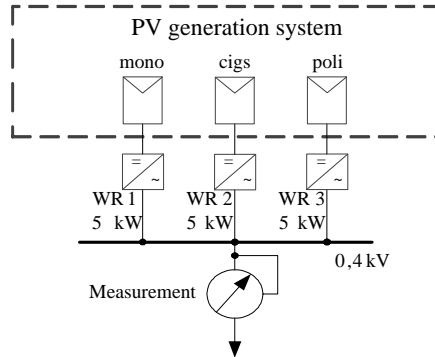 PV generation system
mono cigs poli
= = =
~ ~ ~
WR 1 WR 2 WR 3
5 kW 5 kW 5 kW
0,4 kV
Measurement